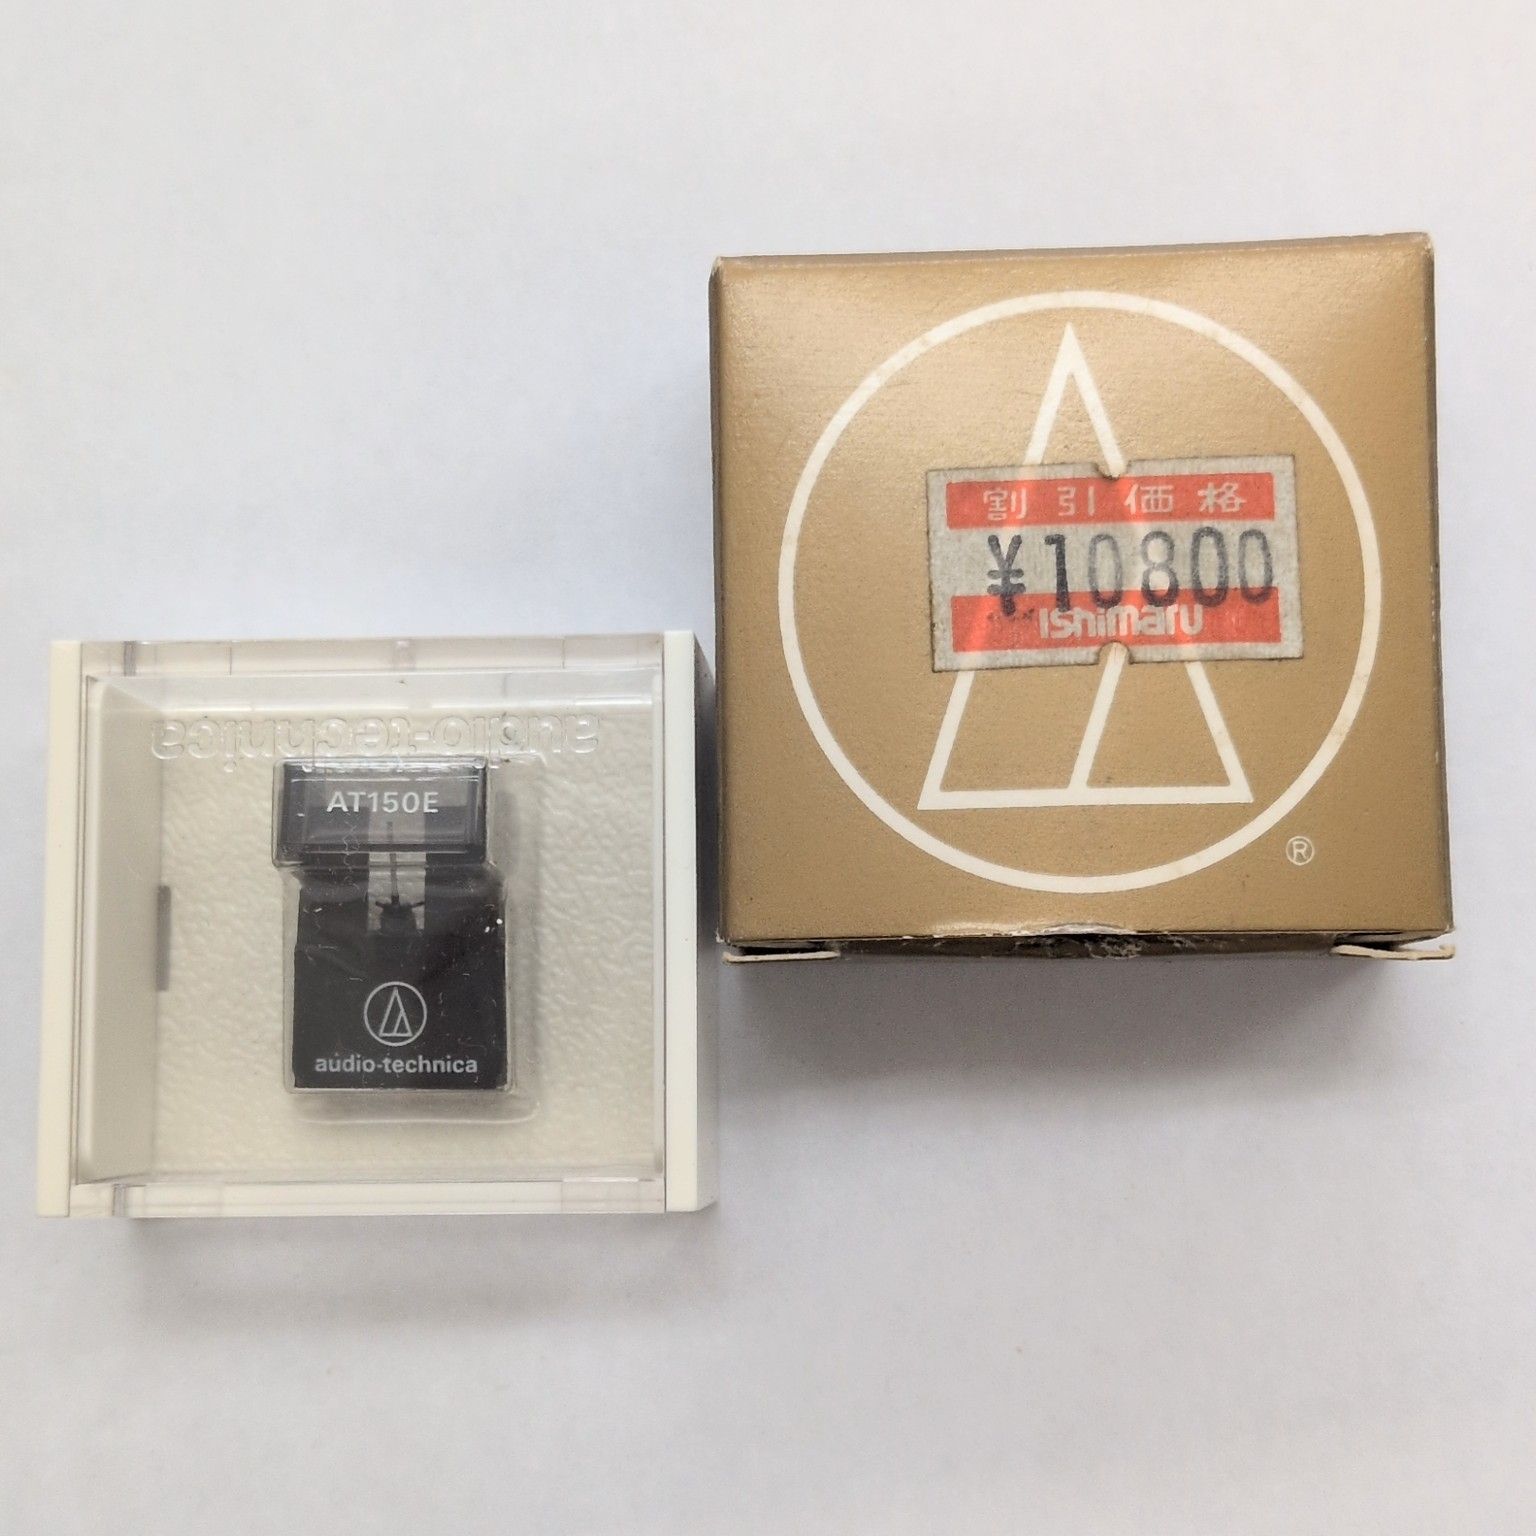 audio-technica
AT150E
audio-technica
割引価格
¥10800
Ishimaru
®